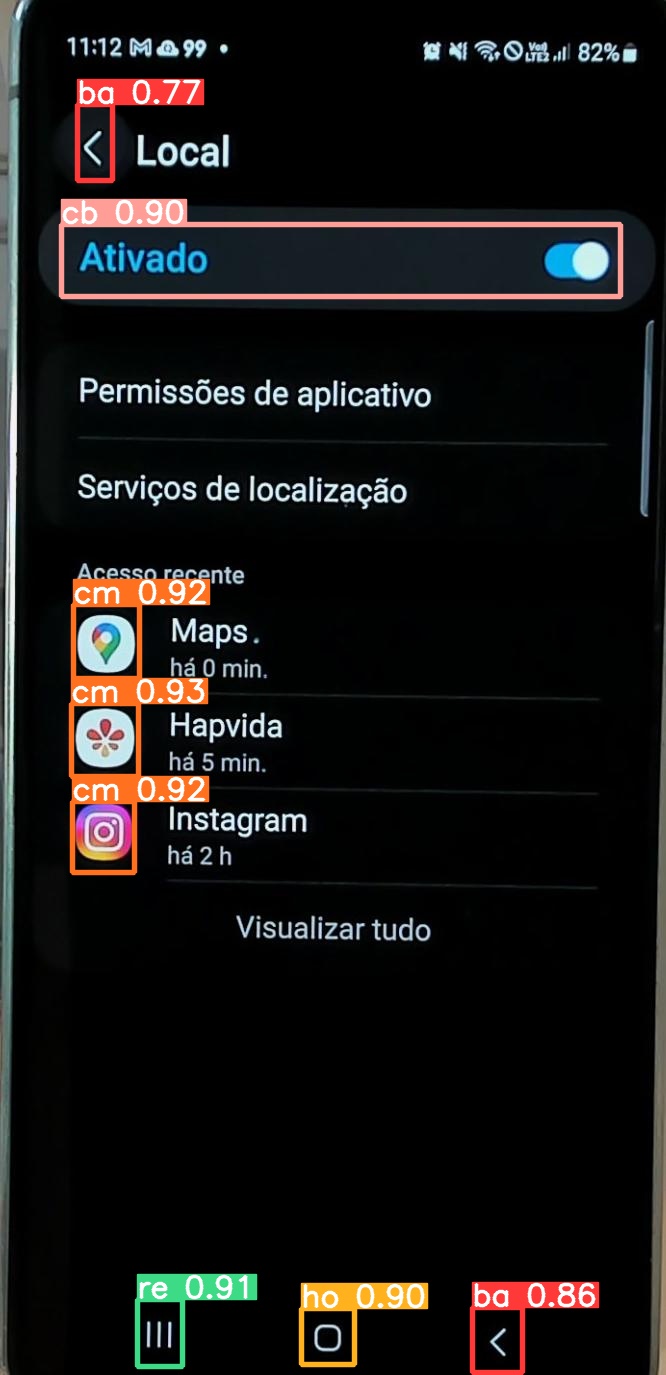 11:12 99 • VoD LTE2 82%
ba 0.77
Local
cb 0.90
Ativado
Permissões de aplicativo
Serviços de localização
Acesso recente
cm 0.92
Maps .
há 0 min.
cm 0.93
Hapvida
há 5 min.
cm 0.92
Instagram
há 2 h
Visualizar tudo
re 0.91
ho 0.90
ba 0.86